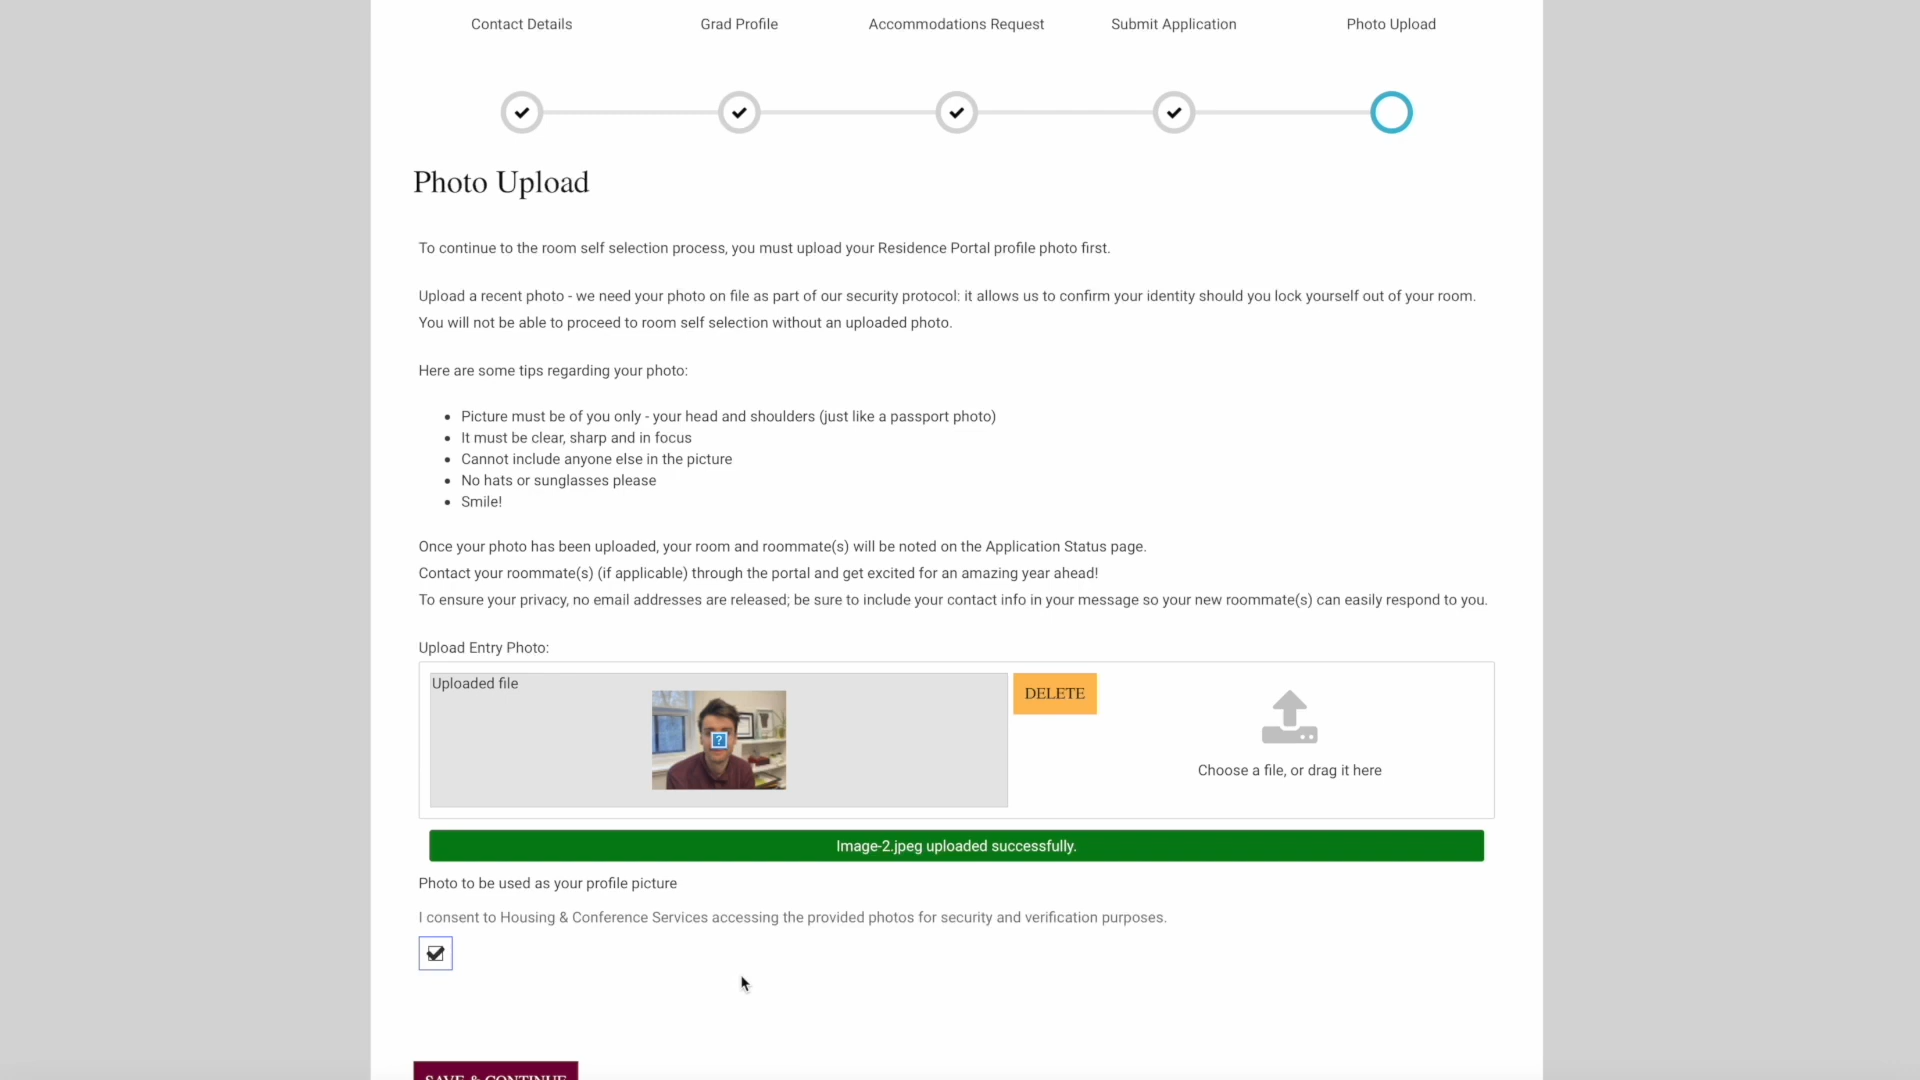 Contact Details
Grad Profile
Accommodations Request
Submit Application
Photo Upload
Photo Upload
To continue to the room self selection process, you must upload your Residence Portal profile photo first.
Upload a recent photo - we need your photo on file as part of our security protocol: it allows us to confirm your identity should you lock yourself out of your room.
You will not be able to proceed to room self selection without an uploaded photo.
Here are some tips regarding your photo:
Picture must be of you only - your head and shoulders (just like a passport photo)
It must be clear, sharp and in focus
Cannot include anyone else in the picture
No hats or sunglasses please
Smile!
Once your photo has been uploaded, your room and roommate(s) will be noted on the Application Status page.
Contact your roommate(s) (if applicable) through the portal and get excited for an amazing year ahead!
To ensure your privacy, no email addresses are released; be sure to include your contact info in your message so your new roommate(s) can easily respond to you.
Upload Entry Photo:
Uploaded file
?
DELETE
Choose a file, or drag it here
Image-2.jpeg uploaded successfully.
Photo to be used as your profile picture
I consent to Housing & Conference Services accessing the provided photos for security and verification purposes.
SAVE & CONTINUE